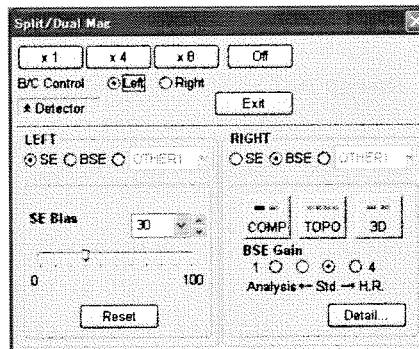 Split/Dual Mag
x 1 x 4 x 8 Off
B/C Control Left Right
Detector Exit
LEFT
SE BSE OTHER1
SE Bias 30
0 100
Reset
RIGHT
SE BSE OTHER1
COMP TOPO 3D
BSE Gain
1 4
Analysis ← Std → H.R.
Detail...